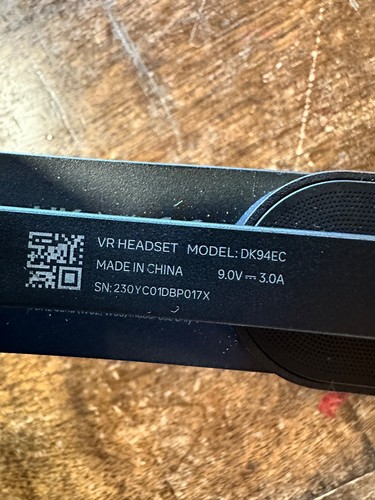 VR HEADSET MODEL: DK94EC
MADE IN CHINA 9.0V ⎓ 3.0A
SN: 230YC01DBP017X